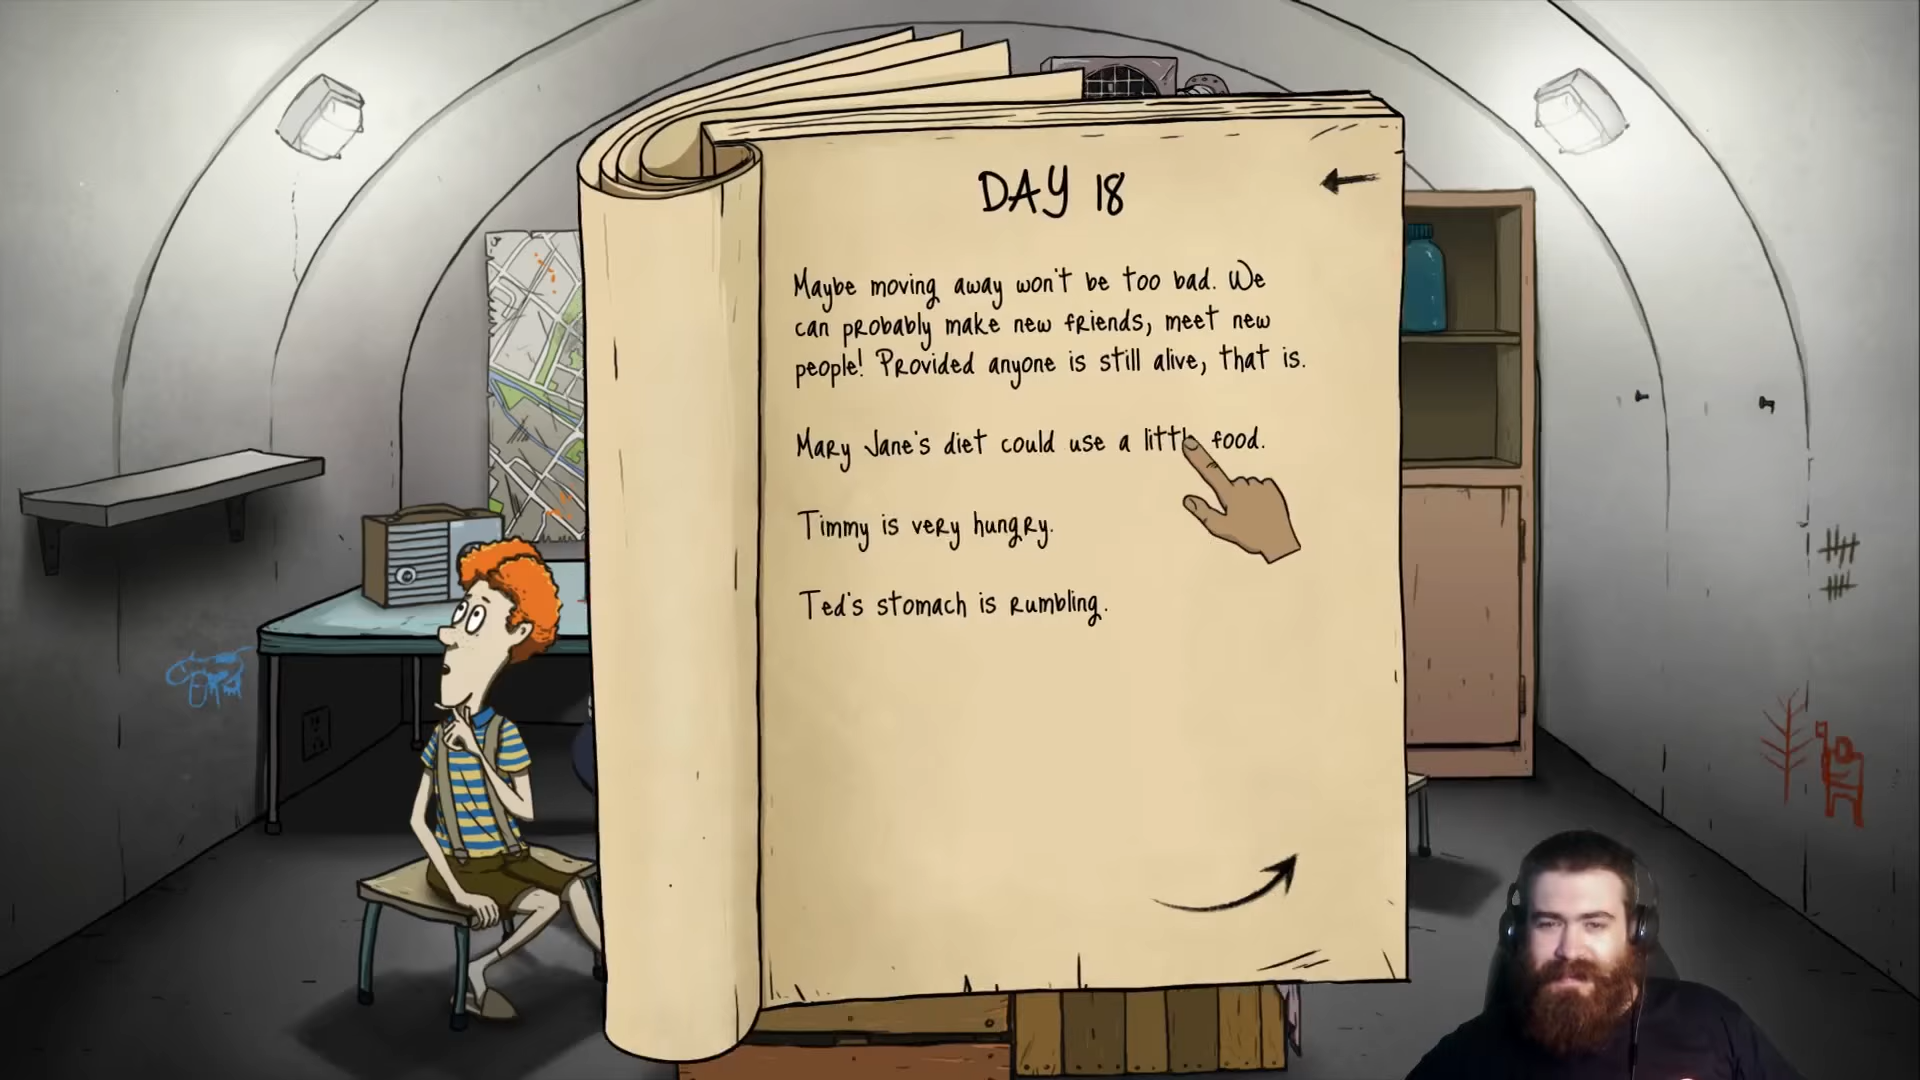 DAY 18
Maybe moving away won't be too bad. We
can probably make new friends, meet new
people! Provided anyone is still alive, that is.
Mary Jane's diet could use a little food.
Timmy is very hungry.
Ted's stomach is rumbling.